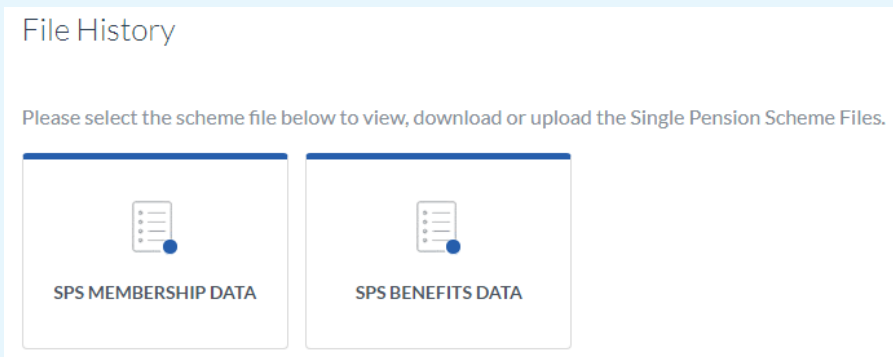 File History
Please select the scheme file below to view, download or upload the Single Pension Scheme Files.
SPS MEMBERSHIP DATA
SPS BENEFITS DATA